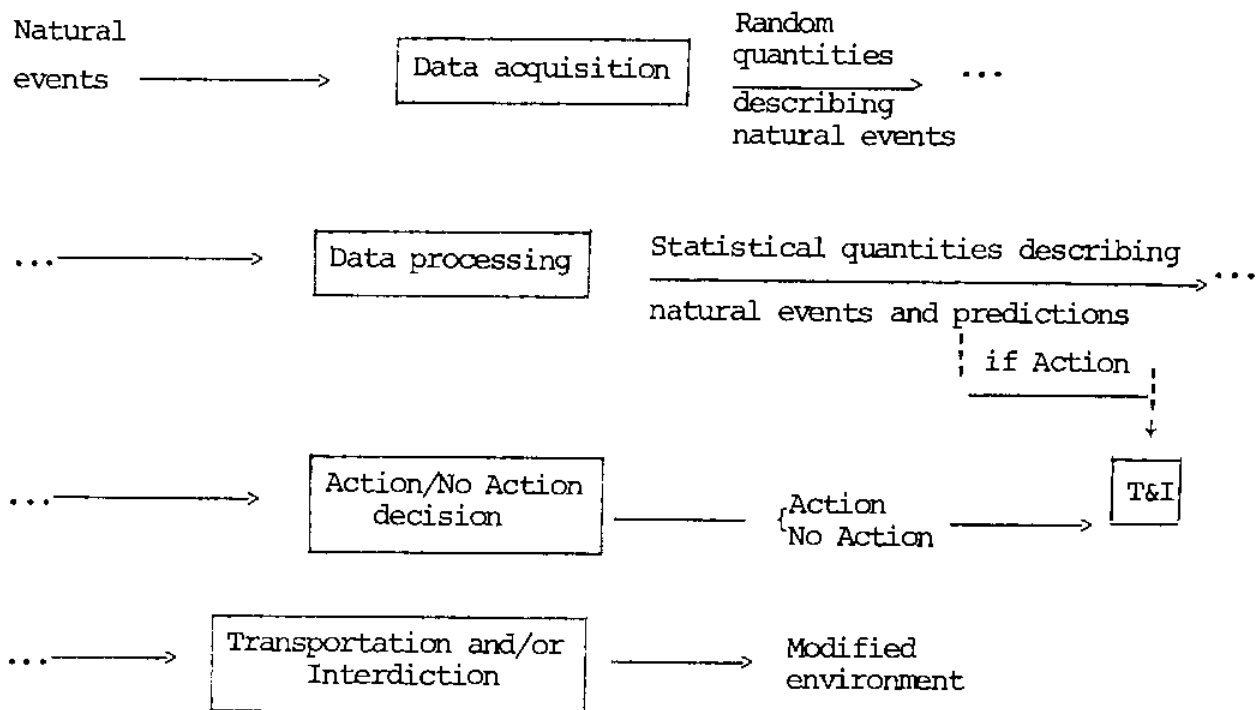 Natural
events
Data acquisition
Random
quantities
describing
natural events
...
...
Data processing
Statistical quantities describing
natural events and predictions
...
if Action
...
Action/No Action
decision
{Action
No Action
T&I
...
Transportation and/or
Interdiction
Modified
environment